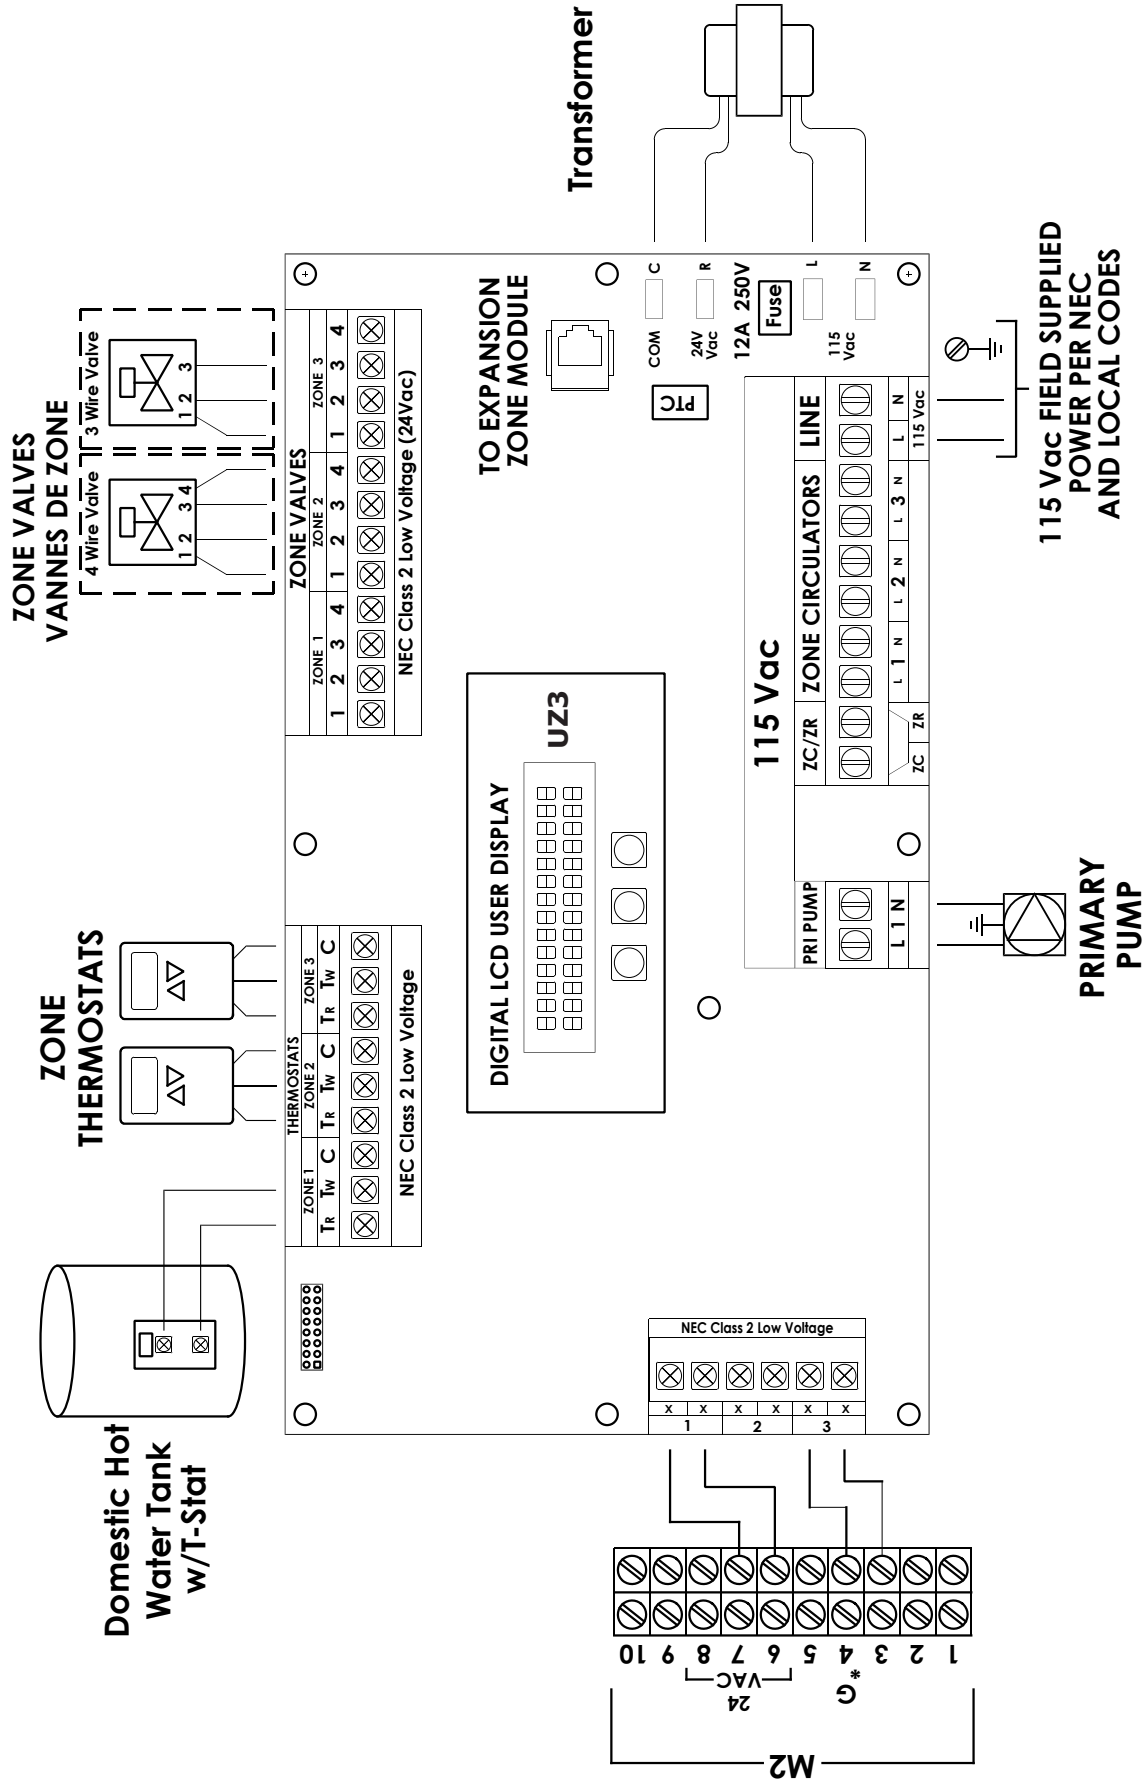 Domestic Hot
Water Tank
w/T-Stat
ZONE
THERMOSTATS
ZONE VALVES
VANNES DE ZONE
4 Wire Valve
1 2 3 4
3 Wire Valve
1 2 3
THERMOSTATS
ZONE 1 ZONE 2 ZONE 3
TR TW C TR TW C TR TW C
NEC Class 2 Low Voltage
ZONE VALVES
ZONE 1 ZONE 2 ZONE 3
1 2 3 4 1 2 3 4 1 2 3 4
NEC Class 2 Low Voltage (24Vac)
DIGITAL LCD USER DISPLAY
UZ3
TO EXPANSION
ZONE MODULE
Transformer
COM C
24V
Vac
R
12A 250V
Fuse
115
Vac
L
N
PTC
115 Vac
PRI PUMP
L 1 N
ZC/ZR
ZC ZR
ZONE CIRCULATORS
L 1 N L 2 N L 3 N
LINE
L N
115 Vac
PRIMARY
PUMP
115 Vac FIELD SUPPLIED
POWER PER NEC
AND LOCAL CODES
NEC Class 2 Low Voltage
X X X X X X
1 2 3
10 9 8 7 6 5 4 3 2 1
24
VAC
*G
M2